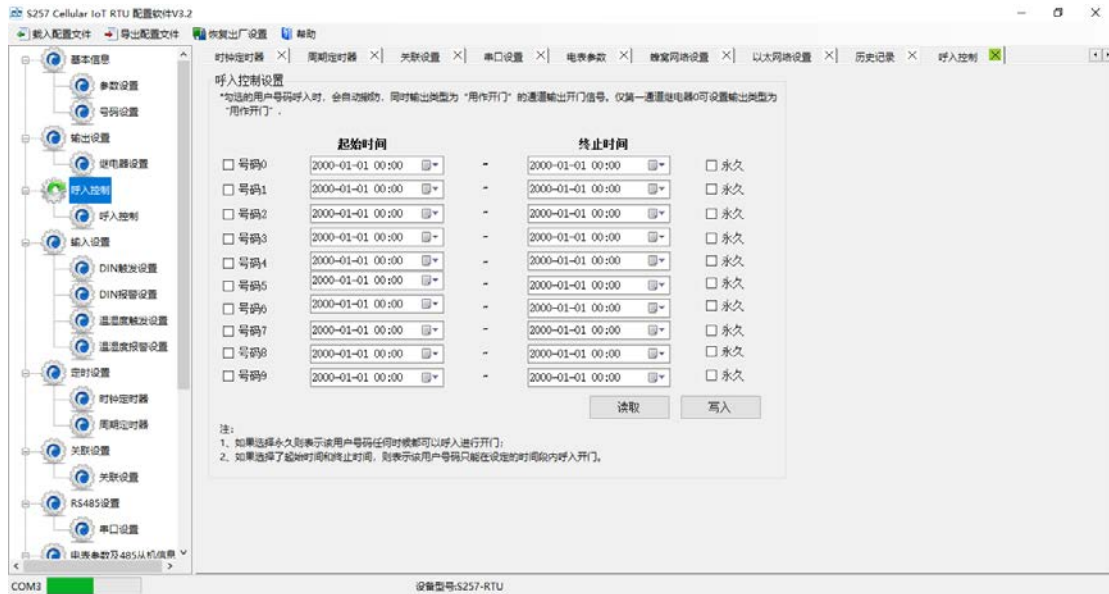 S257 Cellular IoT RTU 配置软件V3.2
载入配置文件 导出配置文件 恢复出厂设置 帮助
时钟定时器 周期定时器 关联设置 串口设置 电表参数 蜂窝网络设置 以太网络设置 历史记录 呼入控制
基本信息
参数设置
号码设置
输出设置
继电器设置
呼入控制
呼入控制
输入设置
DIN触发设置
DIN报警设置
温湿度触发设置
温湿度报警设置
定时设置
时钟定时器
周期定时器
关联设置
关联设置
RS485设置
串口设置
电表参数及485从机信息
呼入控制设置
*勾选的用户号码呼入时，会自动撤防，同时输出类型为“用作开门”的通道输出开门信号。仅第一通道继电器0可设置输出类型为
“用作开门”.
起始时间 终止时间
号码0 2000-01-01 00:00 - 2000-01-01 00:00 永久
号码1 2000-01-01 00:00 - 2000-01-01 00:00 永久
号码2 2000-01-01 00:00 - 2000-01-01 00:00 永久
号码3 2000-01-01 00:00 - 2000-01-01 00:00 永久
号码4 2000-01-01 00:00 - 2000-01-01 00:00 永久
号码5 2000-01-01 00:00 - 2000-01-01 00:00 永久
号码6 2000-01-01 00:00 - 2000-01-01 00:00 永久
号码7 2000-01-01 00:00 - 2000-01-01 00:00 永久
号码8 2000-01-01 00:00 - 2000-01-01 00:00 永久
号码9 2000-01-01 00:00 - 2000-01-01 00:00 永久
读取 写入
注：
1、如果选择永久则表示该用户号码任何时候都可以呼入进行开门；
2、如果选择了起始时间和终止时间，则表示该用户号码只能在设定的时间段内呼入开门。
COM3 设备型号:S257-RTU